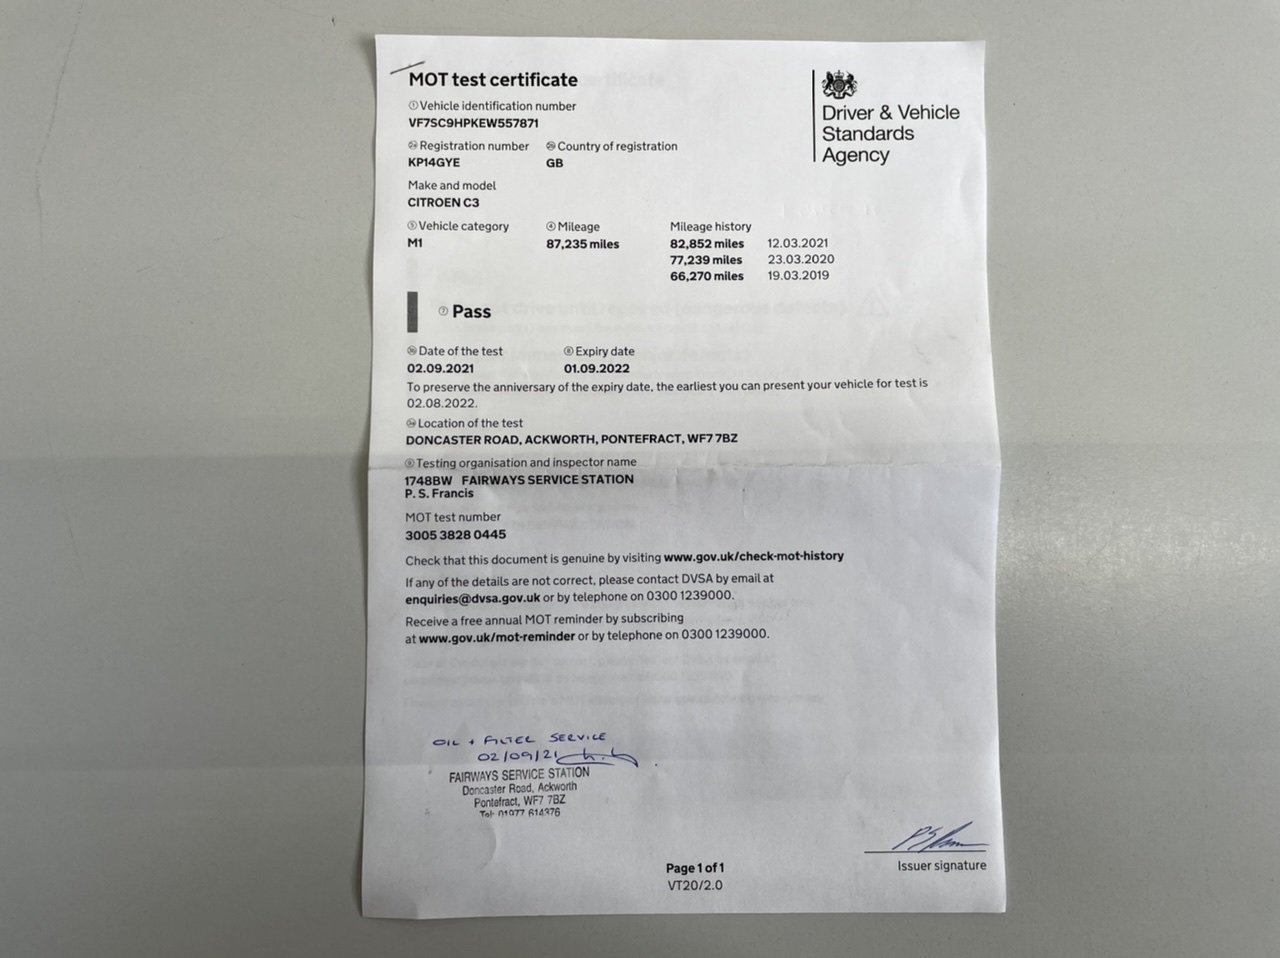 MOT test certificate
Driver & Vehicle
Standards
Agency
① Vehicle identification number
VF7SC9HPKEW557871
Registration number Country of registration
KP14GYE GB
Make and model
CITROEN C3
⑤ Vehicle category ④ Mileage Mileage history
M1 87,235 miles 82,852 miles 12.03.2021
77,239 miles 23.03.2020
66,270 miles 19.03.2019
⑦ Pass
Date of the test ⑧ Expiry date
02.09.2021 01.09.2022
To preserve the anniversary of the expiry date, the earliest you can present your vehicle for test is
02.08.2022.
Location of the test
DONCASTER ROAD, ACKWORTH, PONTEFRACT, WF7 7BZ
⑨ Testing organisation and inspector name
1748BW FAIRWAYS SERVICE STATION
P. S. Francis
MOT test number
3005 3828 0445
Check that this document is genuine by visiting www.gov.uk/check-mot-history
If any of the details are not correct, please contact DVSA by email at
enquiries@dvsa.gov.uk or by telephone on 0300 1239000.
Receive a free annual MOT reminder by subscribing
at www.gov.uk/mot-reminder or by telephone on 0300 1239000.
OIL + FILTER SERVICE
02/09/21
FAIRWAYS SERVICE STATION
Doncaster Road, Ackworth
Pontefract, WF7 7BZ
Tel: 01977 614376
Issuer signature
Page 1 of 1
VT20/2.0